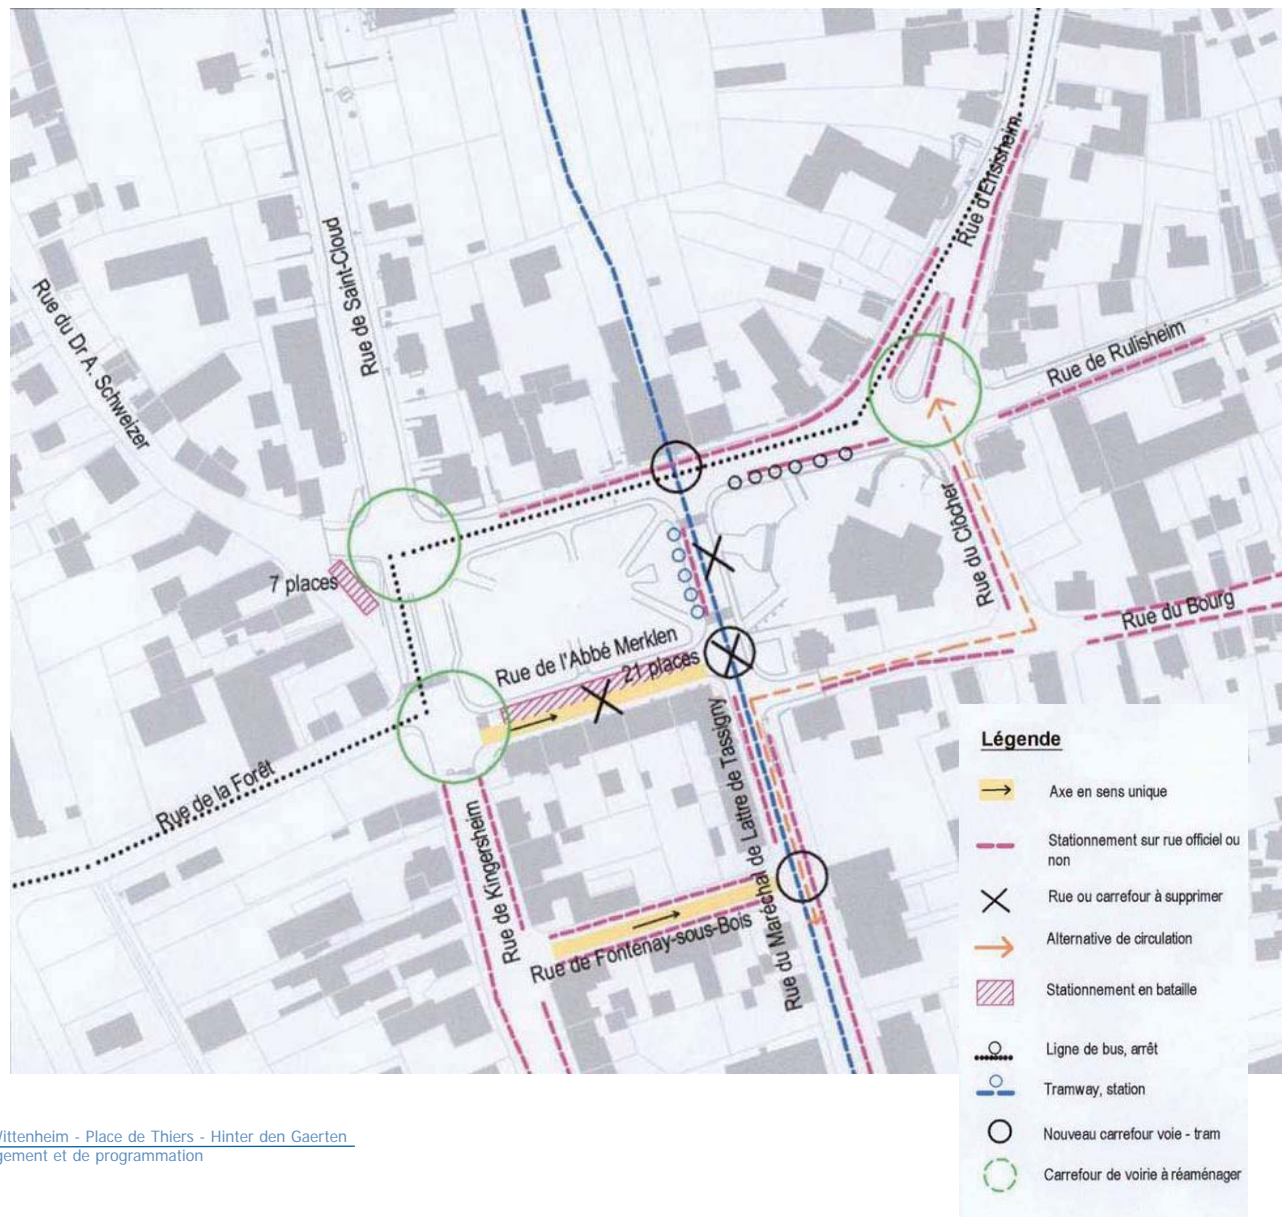 Rue d'Ensisheim
Rue de Saint-Cloud
Rue du Dr A. Schweizer
Rue de Rulisheim
Rue du Clocher
7 places
Rue du Bourg
Rue de l'Abbé Merklen
21 places
Rue du Maréchal de Lattre de Tassigny
Rue de la Forêt
Rue de Kingersheim
Rue de Fontenay-sous-Bois
Légende
Axe en sens unique
Stationnement sur rue officiel ou
non
Rue ou carrefour à supprimer
Alternative de circulation
Stationnement en bataille
Ligne de bus, arrêt
Tramway, station
Nouveau carrefour voie - tram
Carrefour de voirie à réaménager
ittenheim - Place de Thiers - Hinter den Gaerten
gement et de programmation